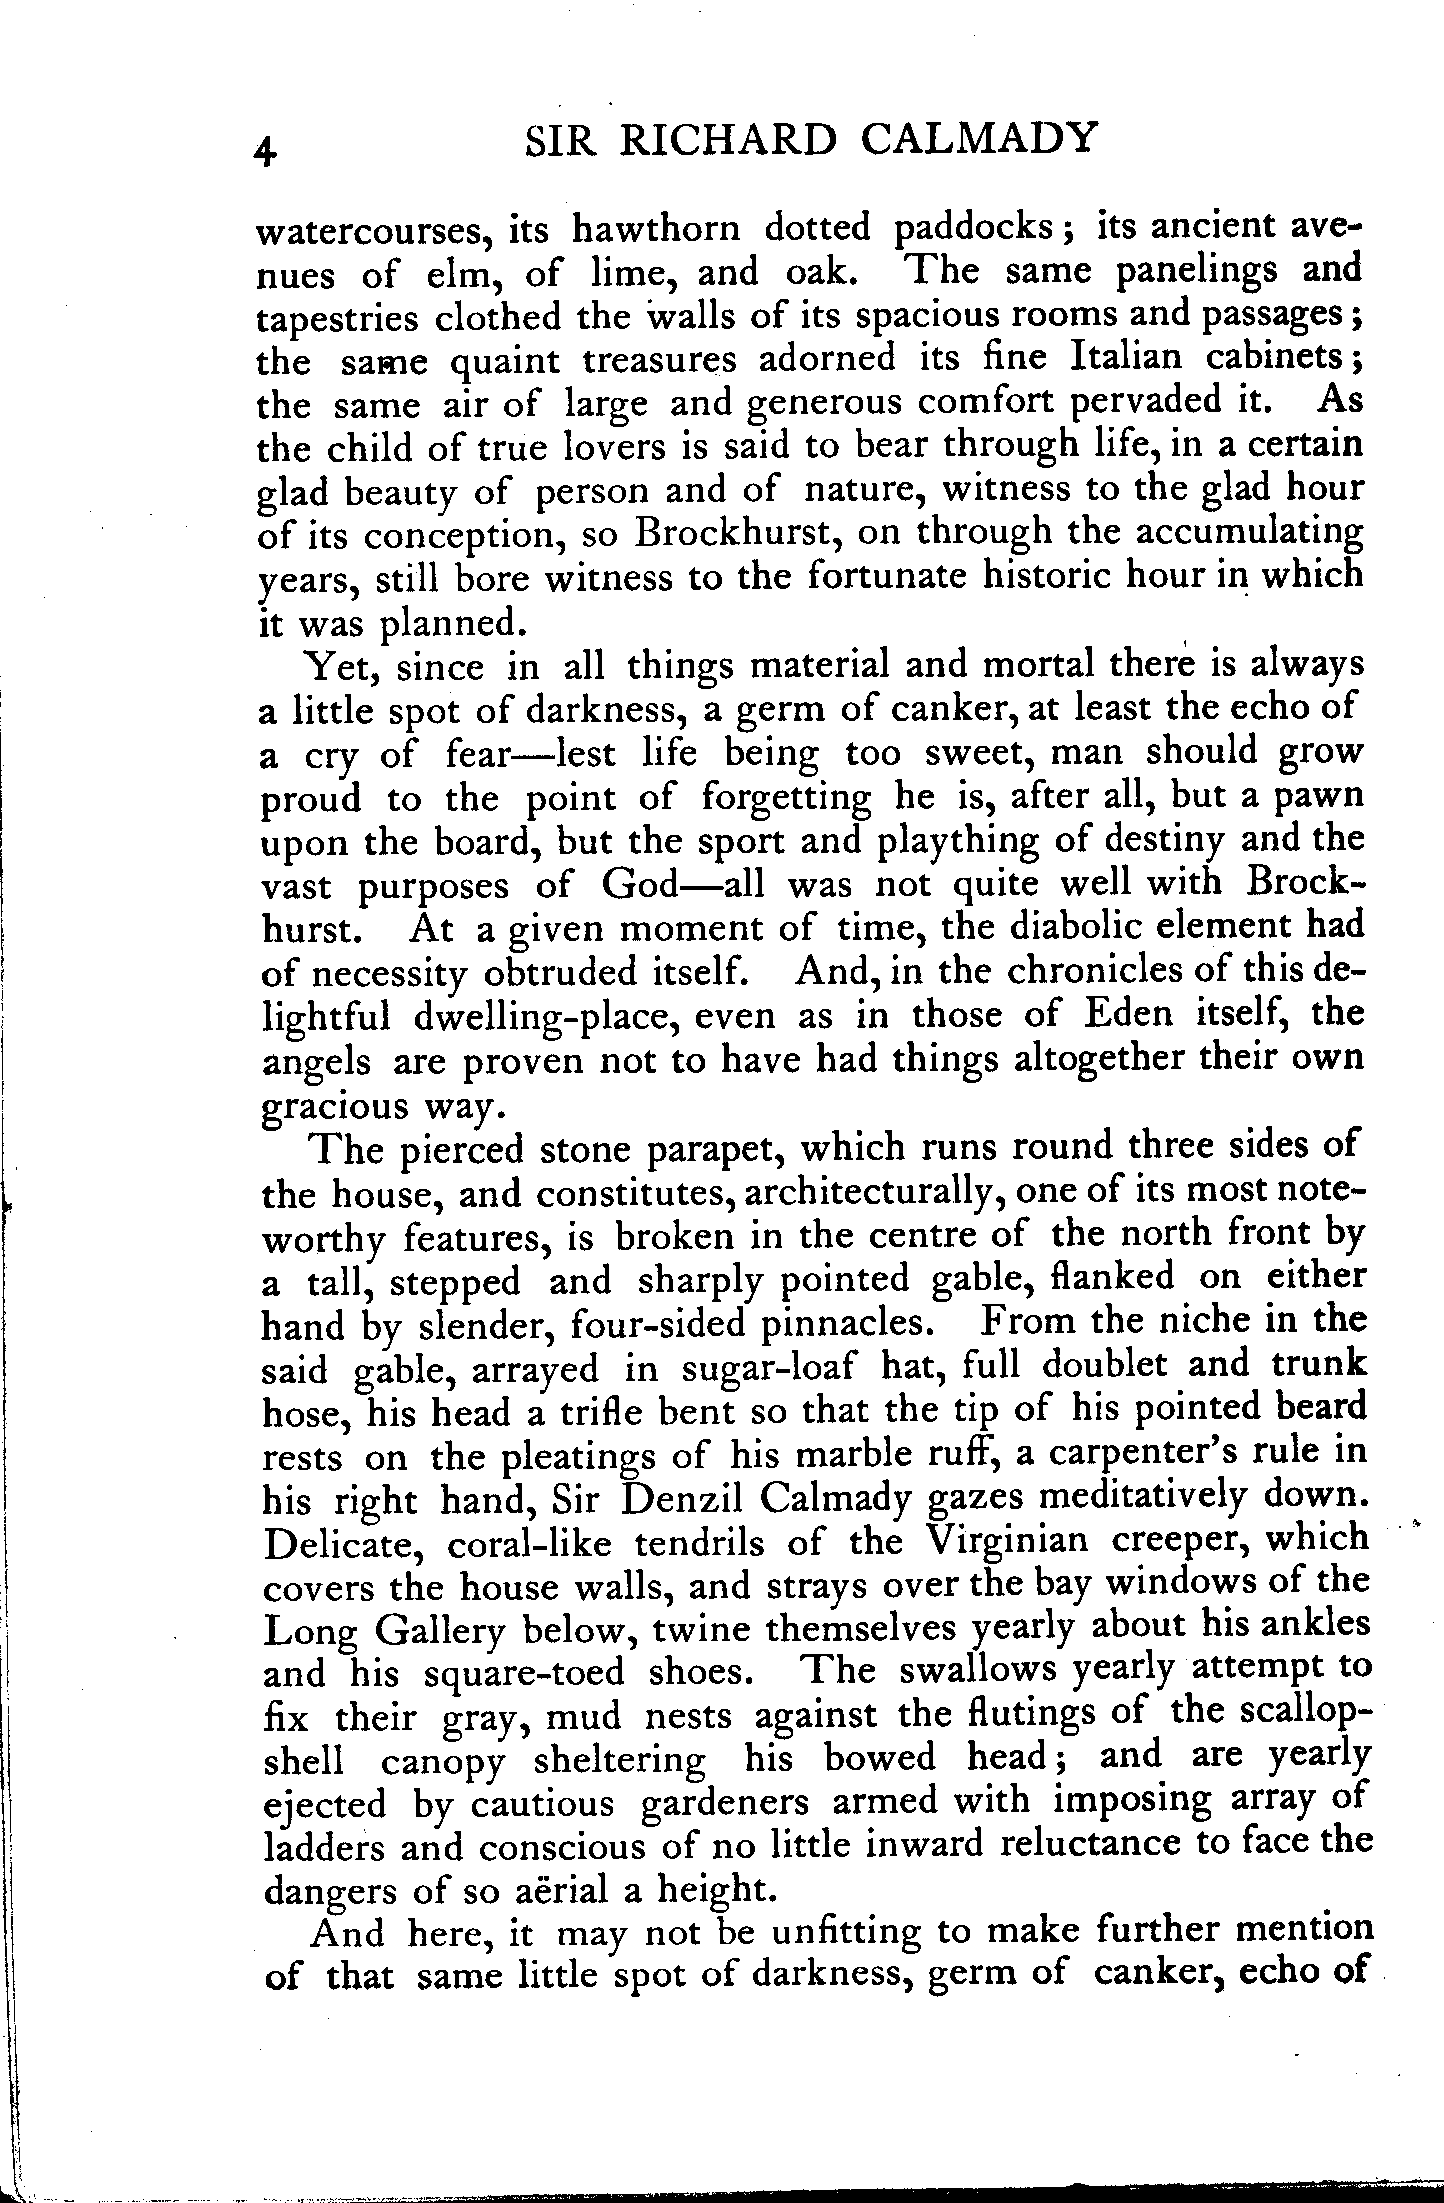 4 SIR RICHARD CALMADY
watercourses, its hawthorn dotted paddocks; its ancient ave-
nues of elm, of lime, and oak. The same panelings and
tapestries clothed the walls of its spacious rooms and passages;
the same quaint treasures adorned its fine Italian cabinets;
the same air of large and generous comfort pervaded it. As
the child of true lovers is said to bear through life, in a certain
glad beauty of person and of nature, witness to the glad hour
of its conception, so Brockhurst, on through the accumulating
years, still bore witness to the fortunate historic hour in which
it was planned.
Yet, since in all things material and mortal there is always
a little spot of darkness, a germ of canker, at least the echo of
a cry of fear—lest life being too sweet, man should grow
proud to the point of forgetting he is, after all, but a pawn
upon the board, but the sport and plaything of destiny and the
vast purposes of God—all was not quite well with Brock-
hurst. At a given moment of time, the diabolic element had
of necessity obtruded itself. And, in the chronicles of this de-
lightful dwelling-place, even as in those of Eden itself, the
angels are proven not to have had things altogether their own
gracious way.
The pierced stone parapet, which runs round three sides of
the house, and constitutes, architecturally, one of its most note-
worthy features, is broken in the centre of the north front by
a tall, stepped and sharply pointed gable, flanked on either
hand by slender, four-sided pinnacles. From the niche in the
said gable, arrayed in sugar-loaf hat, full doublet and trunk
hose, his head a trifle bent so that the tip of his pointed beard
rests on the pleatings of his marble ruff, a carpenter's rule in
his right hand, Sir Denzil Calmady gazes meditatively down.
Delicate, coral-like tendrils of the Virginian creeper, which
covers the house walls, and strays over the bay windows of the
Long Gallery below, twine themselves yearly about his ankles
and his square-toed shoes. The swallows yearly attempt to
fix their gray, mud nests against the flutings of the scallop-
shell canopy sheltering his bowed head; and are yearly
ejected by cautious gardeners armed with imposing array of
ladders and conscious of no little inward reluctance to face the
dangers of so aërial a height.
And here, it may not be unfitting to make further mention
of that same little spot of darkness, germ of canker, echo of